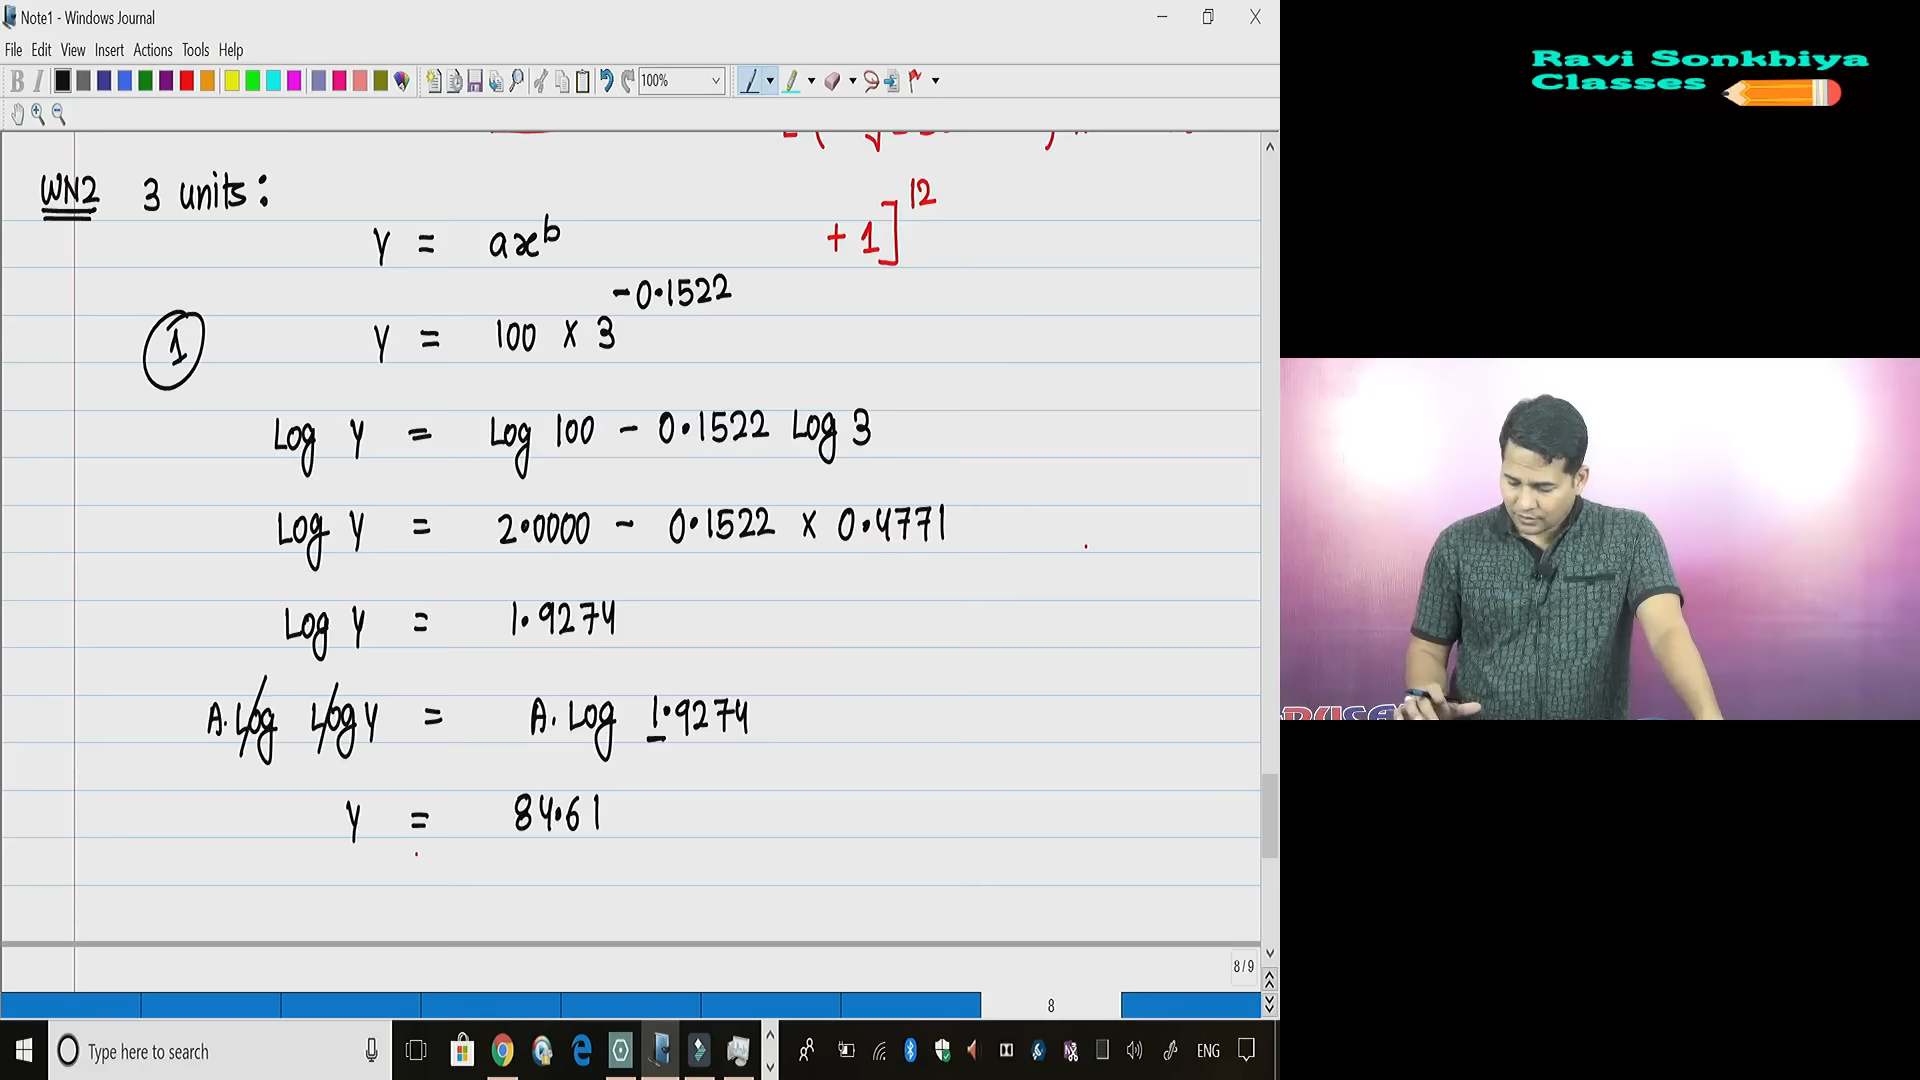 Note1 - Windows Journal
File Edit View Insert Actions Tools Help
100%
Ravi Sonkhiya
Classes
WN2 3 units:
+ 1]^12
Y = ax^b
Y = 100 × 3^-0.1522
1
Log Y = Log 100 - 0.1522 Log 3
Log Y = 2.0000 - 0.1522 × 0.4771
Log Y = 1.9274
A. Log Log Y = A. Log 1.9274
Y = 84.61
8/9
8
Type here to search
ENG